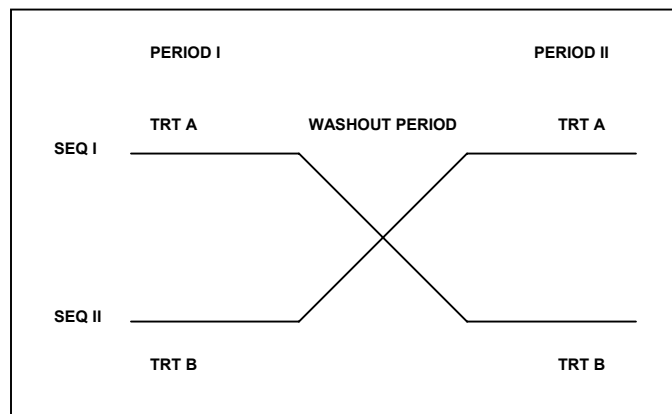 PERIOD I PERIOD II
TRT A WASHOUT PERIOD TRT A
SEQ I
SEQ II
TRT B TRT B